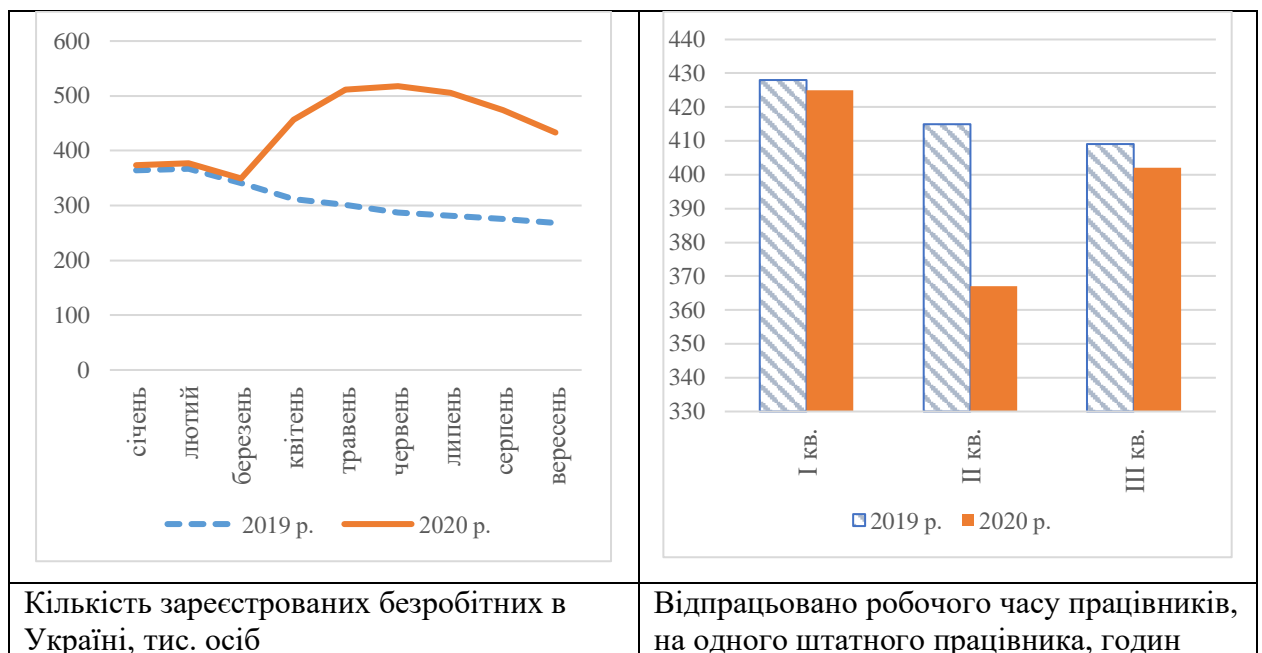 600
500
400
300
200
100
0
січень
лютий
березень
квітень
травень
червень
липень
серпень
вересень
2019 р.
2020 р.
Кількість зареєстрованих безробітних в
Україні, тис. осіб
440
430
420
410
400
390
380
370
360
350
340
330
І кв.
ІІ кв.
ІІІ кв.
2019 р.
2020 р.
Відпрацьовано робочого часу працівників,
на одного штатного працівника, годин